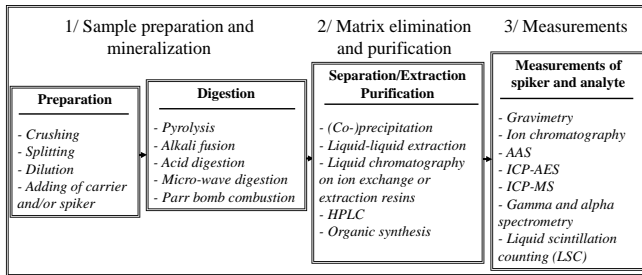 1/ Sample preparation and
mineralization
2/ Matrix elimination
and purification
3/ Measurements
Preparation
- Crushing
- Splitting
- Dilution
- Adding of carrier
and/or spiker
Digestion
- Pyrolysis
- Alkali fusion
- Acid digestion
- Micro-wave digestion
- Parr bomb combustion
Separation/Extraction
Purification
- (Co-)precipitation
- Liquid-liquid extraction
- Liquid chromatography
on ion exchange or
extraction resins
- HPLC
- Organic synthesis
Measurements of
spiker and analyte
- Gravimetry
- Ion chromatography
- AAS
- ICP-AES
- ICP-MS
- Gamma and alpha
spectrometry
- Liquid scintillation
counting (LSC)